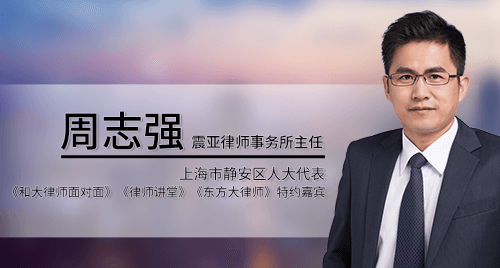 周志强 震亚律师事务所主任
上海市静安区人大代表
《和大律师面对面》《律师讲堂》《东方大律师》特约嘉宾